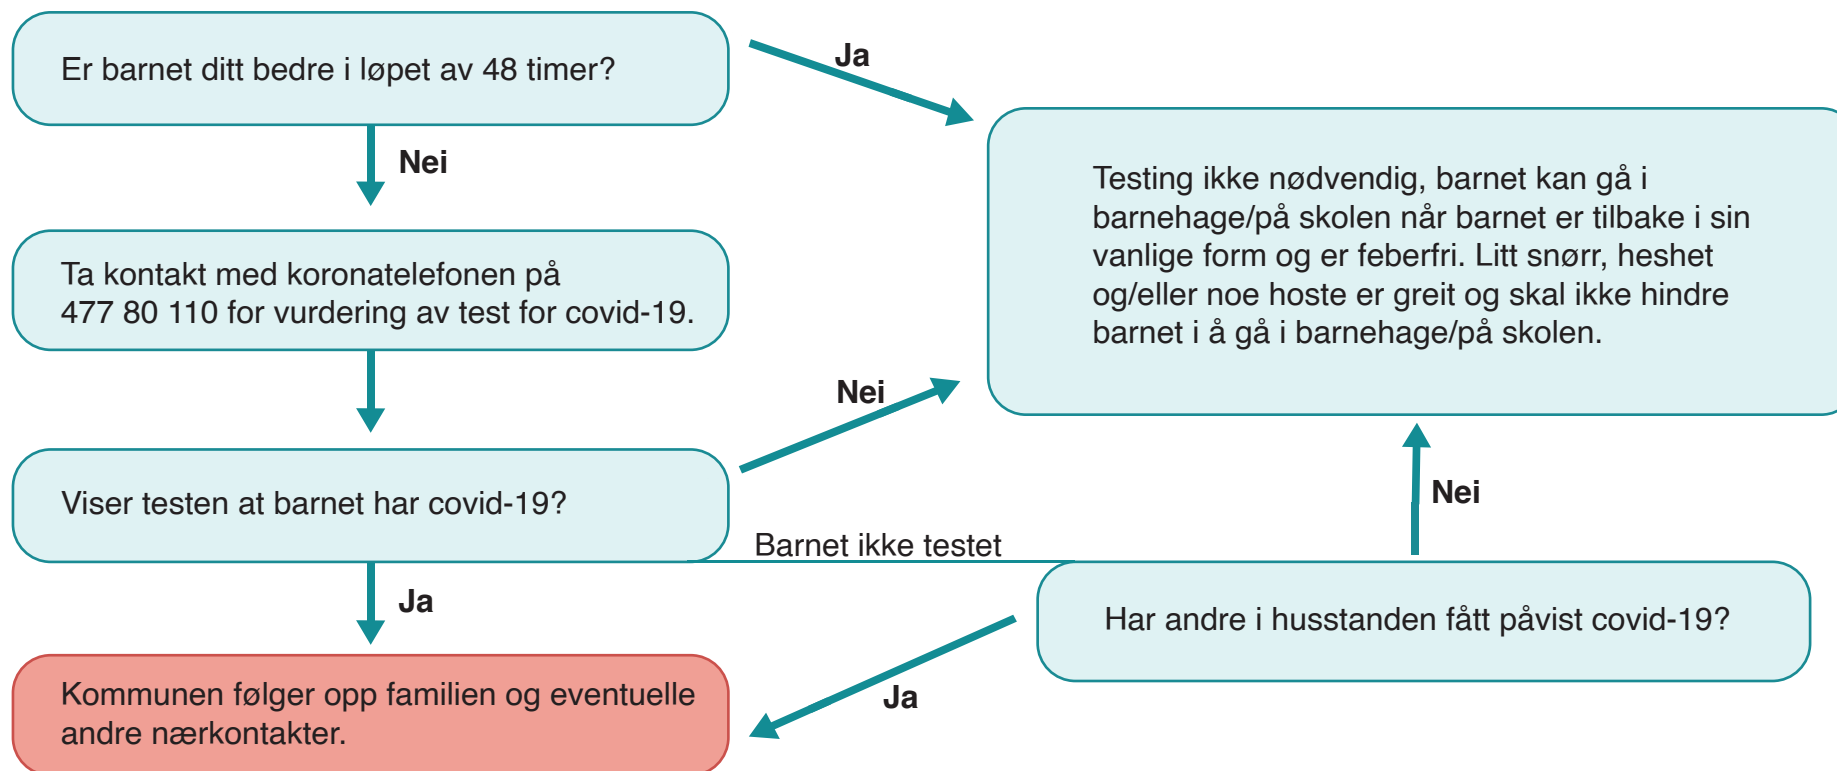 Er barnet ditt bedre i løpet av 48 timer?
Ja
Nei
Testing ikke nødvendig, barnet kan gå i
barnehage/på skolen når barnet er tilbake i sin
vanlige form og er feberfri. Litt snørr, heshet
og/eller noe hoste er greit og skal ikke hindre
barnet i å gå i barnehage/på skolen.
Ta kontakt med koronatelefonen på
477 80 110 for vurdering av test for covid-19.
Nei
Viser testen at barnet har covid-19?
Nei
Barnet ikke testet
Ja
Har andre i husstanden fått påvist covid-19?
Ja
Kommunen følger opp familien og eventuelle
andre nærkontakter.